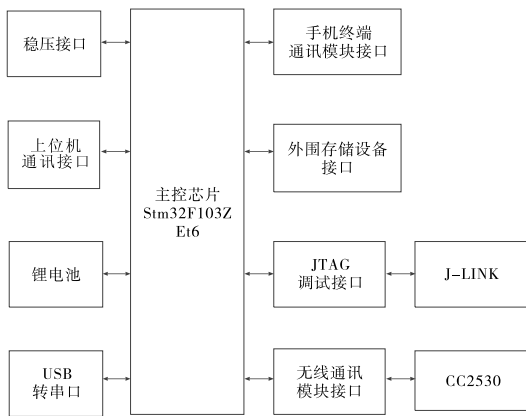 稳压接口
上位机
通讯接口
锂电池
USB
转串口
主控芯片
Stm32F103Z
Et6
手机终端
通讯模块接口
外围存储设备
接口
JTAG
调试接口
J-LINK
无线通讯
模块接口
CC2530